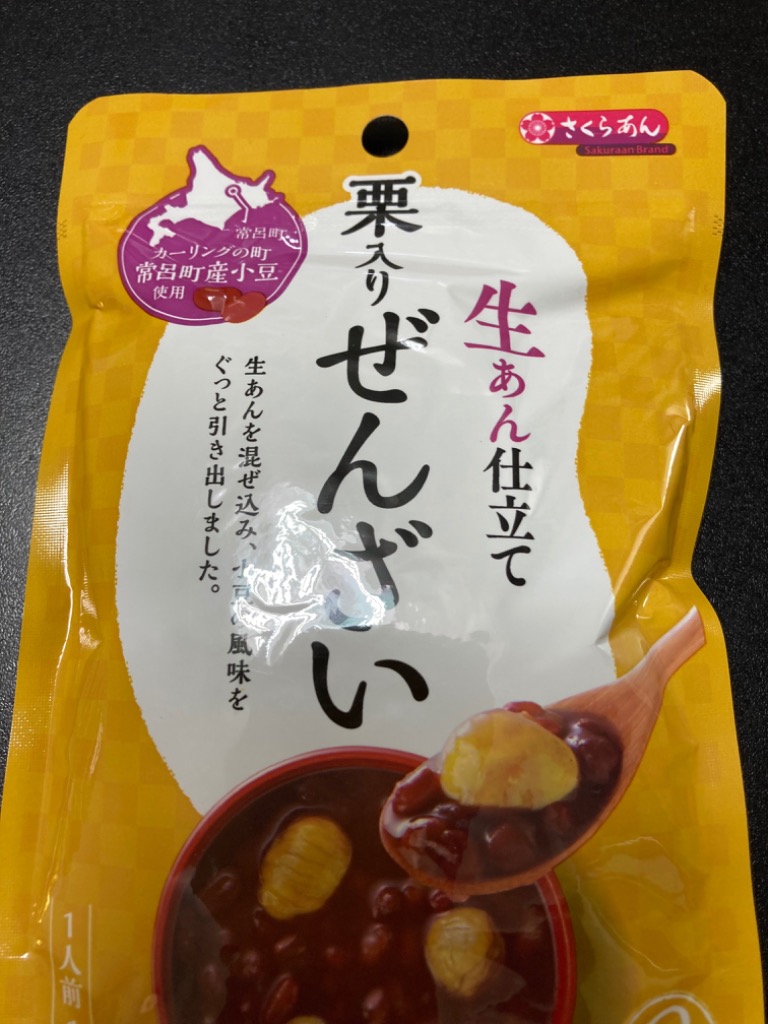 さくらあん
Sakuraan Brand
常呂町
カーリングの町
常呂町産小豆
使用
生あん仕立て
栗入り
ぜんざい
生あんを混ぜ込み、小豆の風味を
ぐっと引き出しました。
1人前